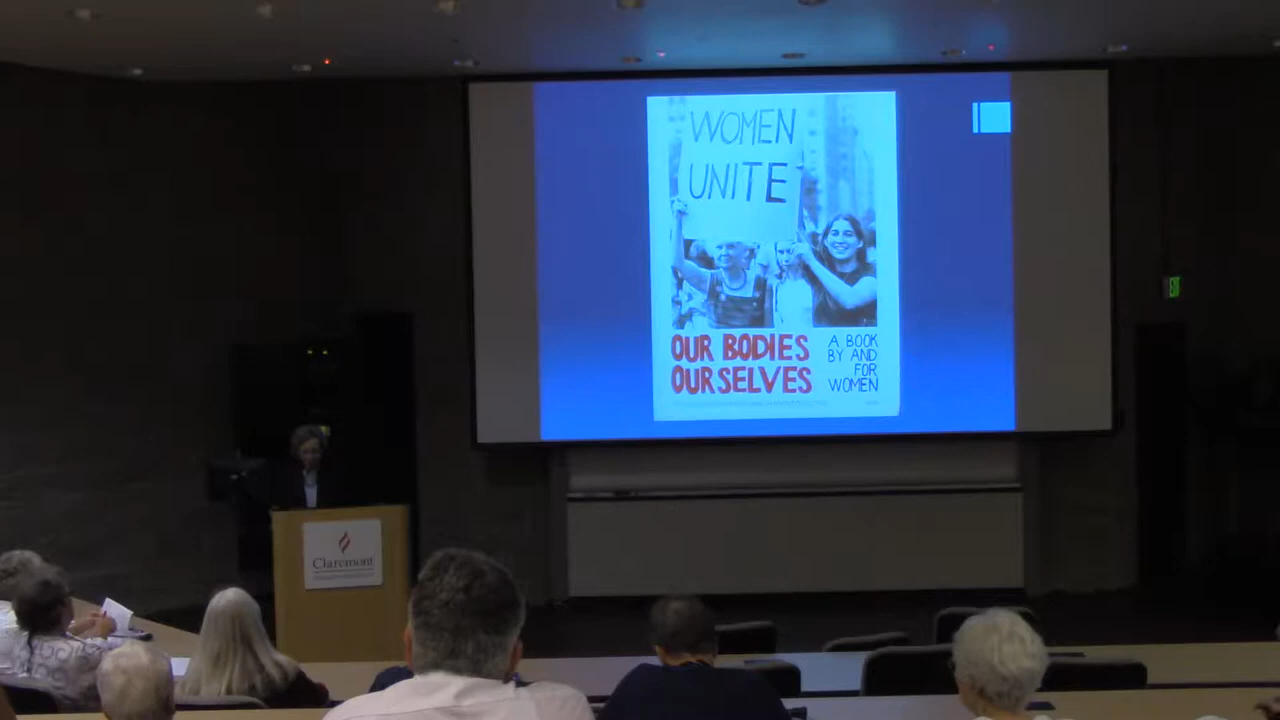 WOMEN
UNITE
OUR BODIES
OURSELVES
A BOOK
BY AND
FOR
WOMEN
Claremont